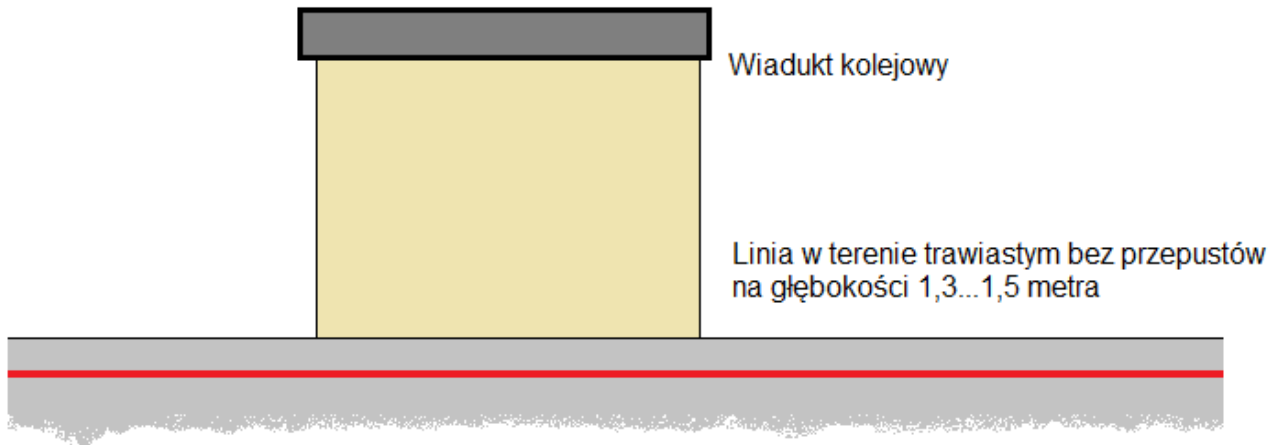 Wiadukt kolejowy
Linia w terenie trawiastym bez przepustów
na głębokości 1,3...1,5 metra